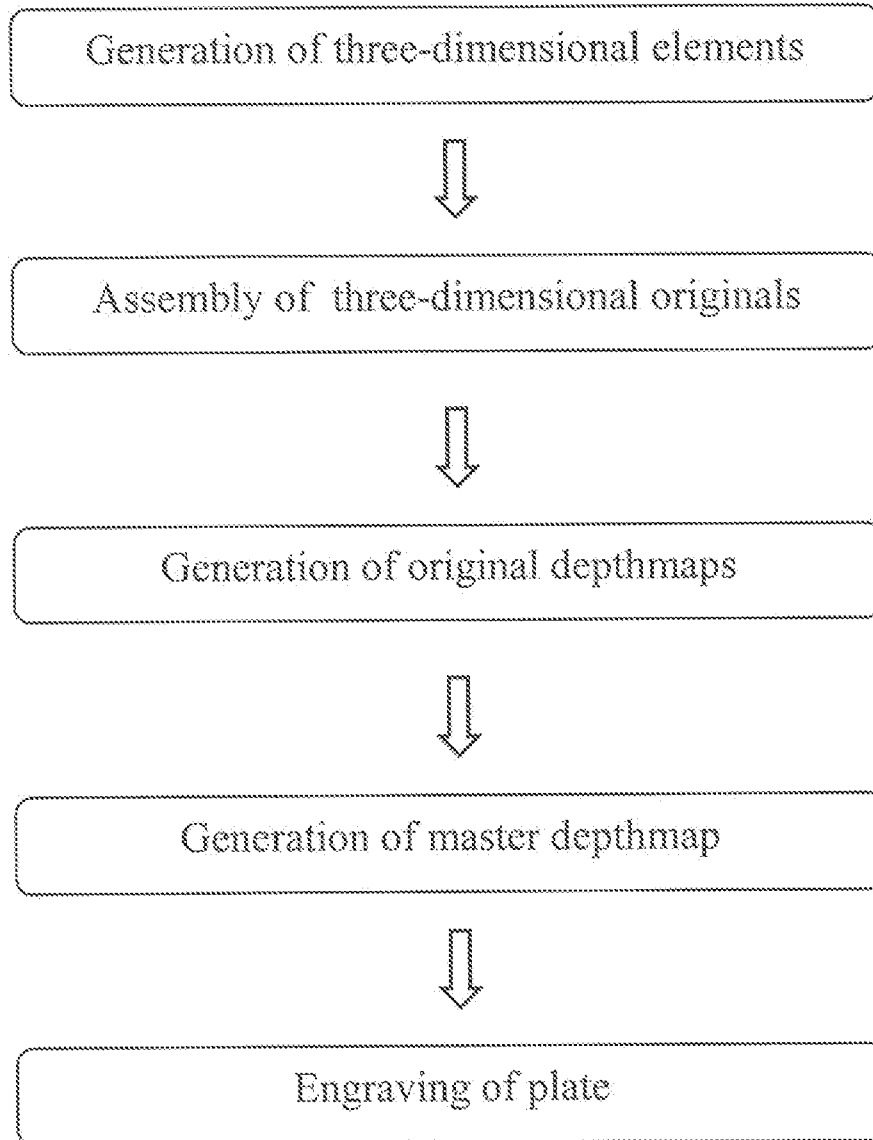 Generation of three-dimensional elements
Assembly of three-dimensional originals
Generation of original depthmaps
Generation of master depthmap
Engraving of plate